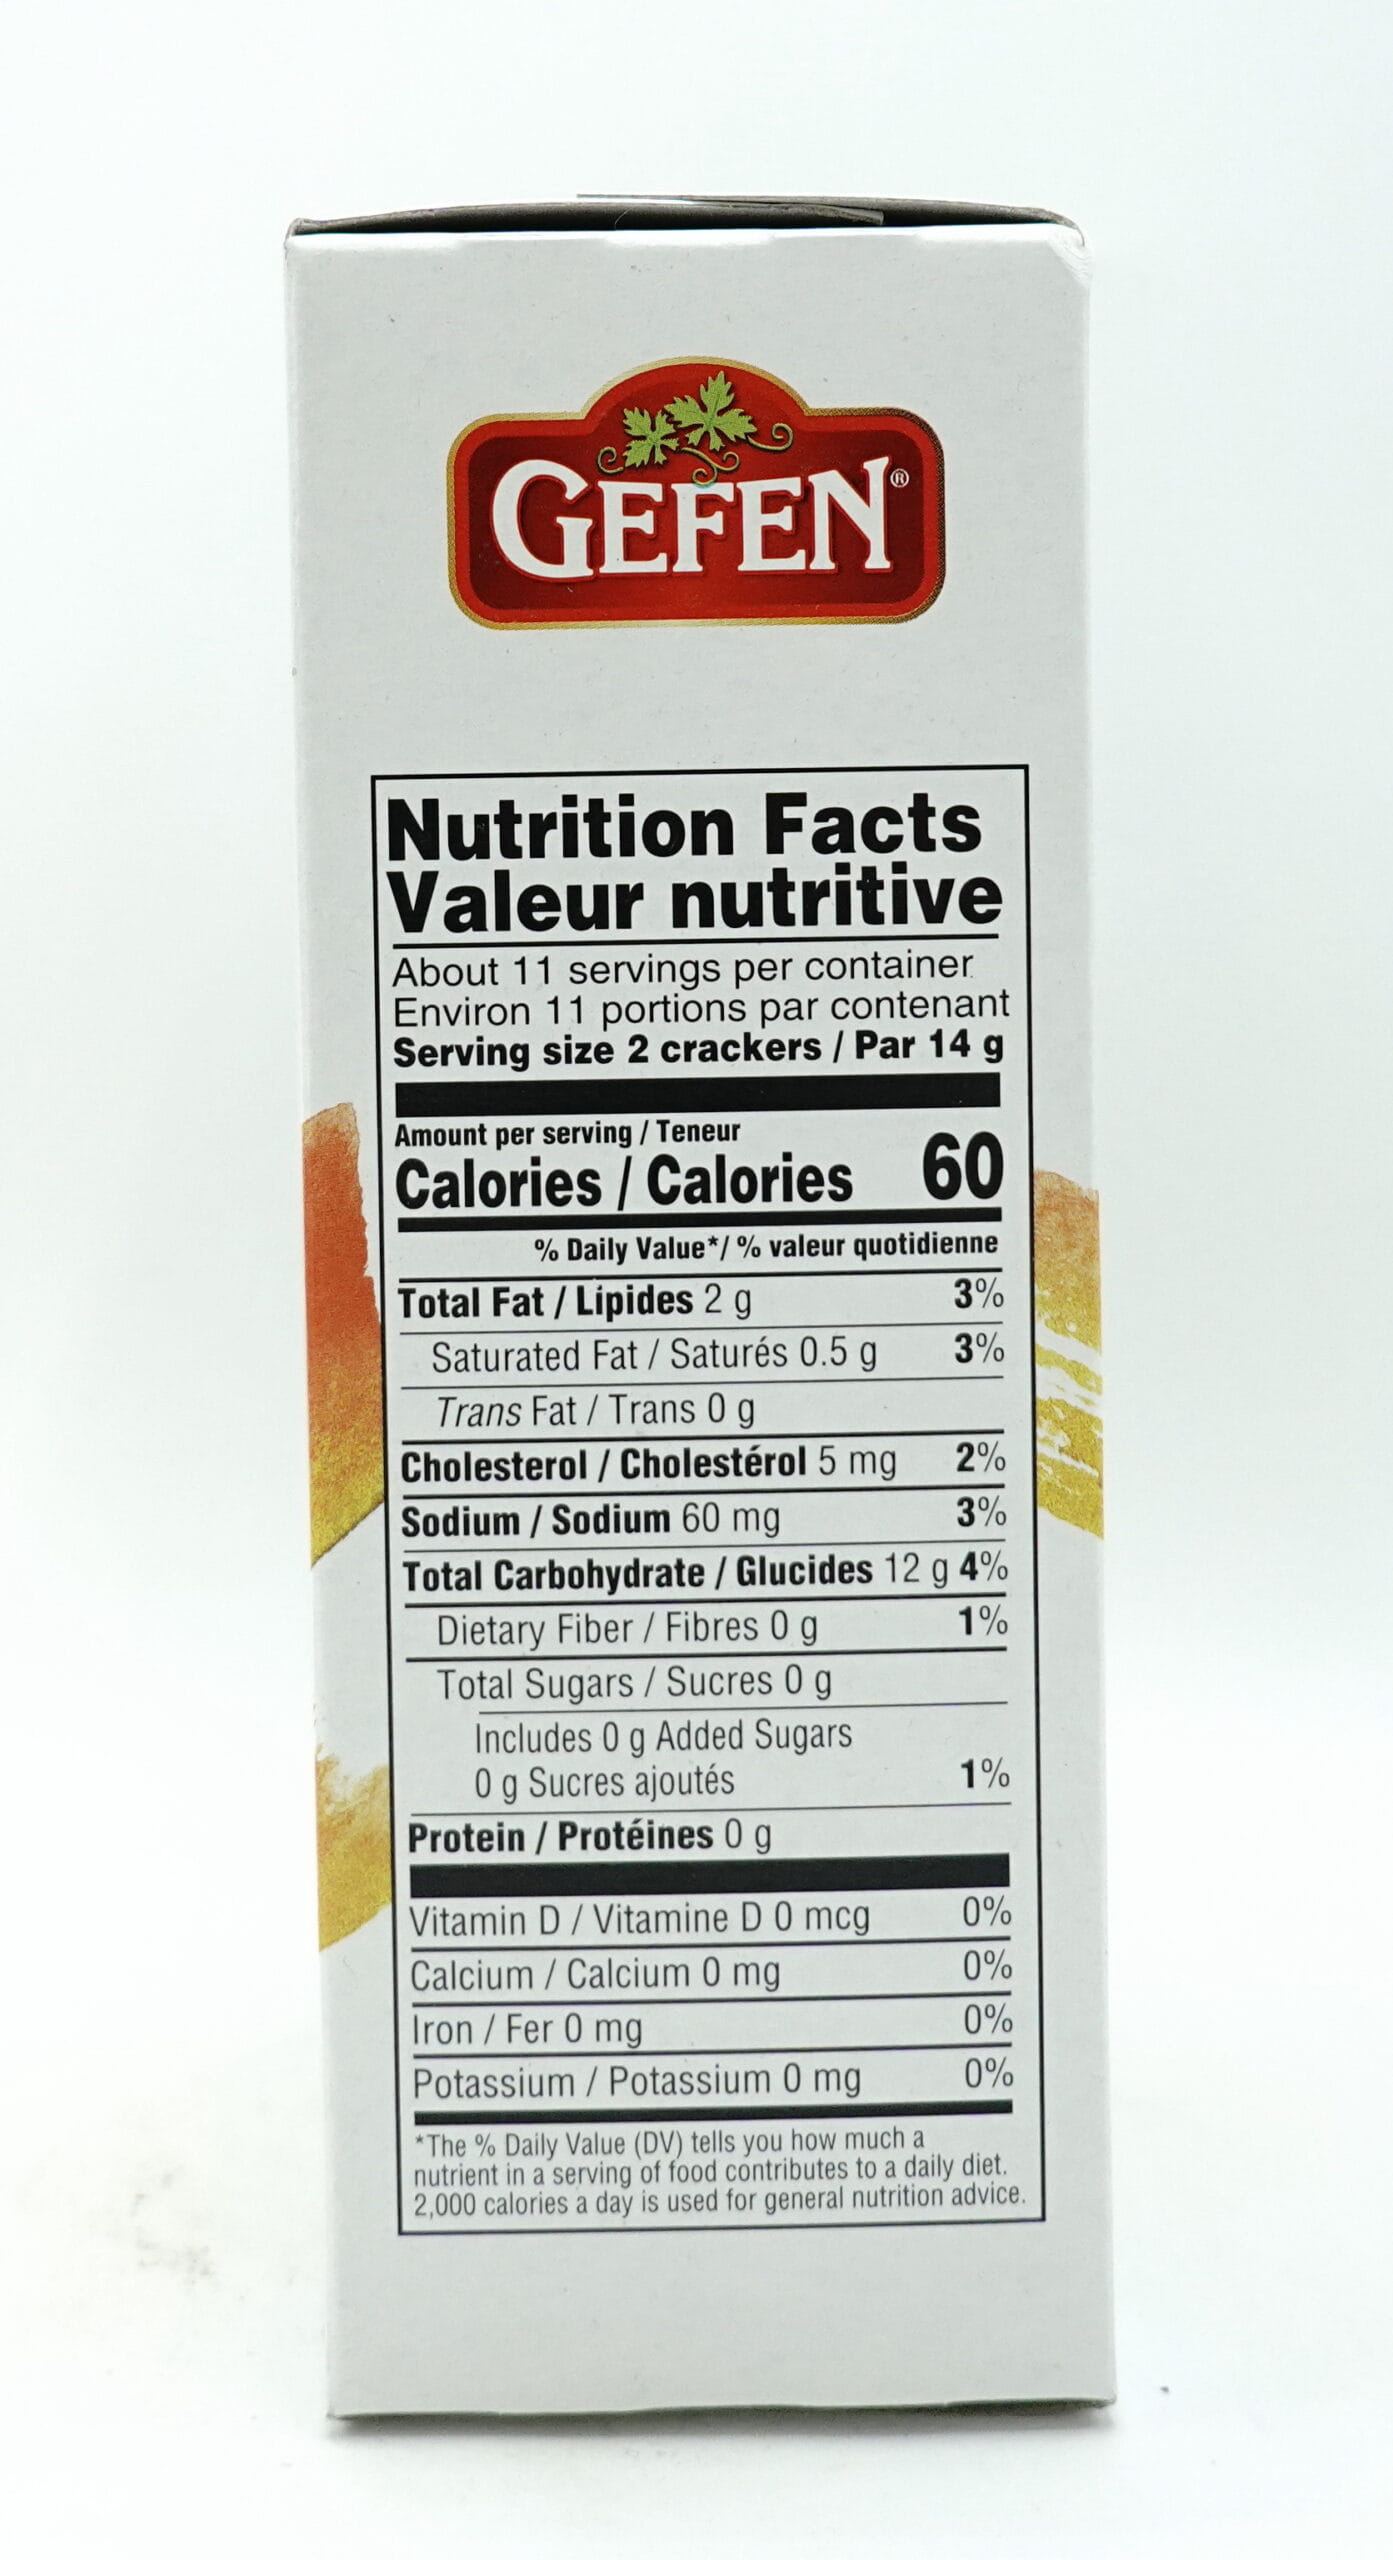 GEFEN®
Nutrition Facts
Valeur nutritive
About 11 servings per container
Environ 11 portions par contenant
Serving size 2 crackers / Par 14 g
Amount per serving / Teneur
Calories / Calories 60
% Daily Value*/ % valeur quotidienne
Total Fat / Lipides 2 g 3%
Saturated Fat / Saturés 0.5 g 3%
Trans Fat / Trans 0 g
Cholesterol / Cholestérol 5 mg 2%
Sodium / Sodium 60 mg 3%
Total Carbohydrate / Glucides 12 g 4%
Dietary Fiber / Fibres 0 g 1%
Total Sugars / Sucres 0 g
Includes 0 g Added Sugars
0 g Sucres ajoutés 1%
Protein / Protéines 0 g
Vitamin D / Vitamine D 0 mcg 0%
Calcium / Calcium 0 mg 0%
Iron / Fer 0 mg 0%
Potassium / Potassium 0 mg 0%
*The % Daily Value (DV) tells you how much a
nutrient in a serving of food contributes to a daily diet.
2,000 calories a day is used for general nutrition advice.